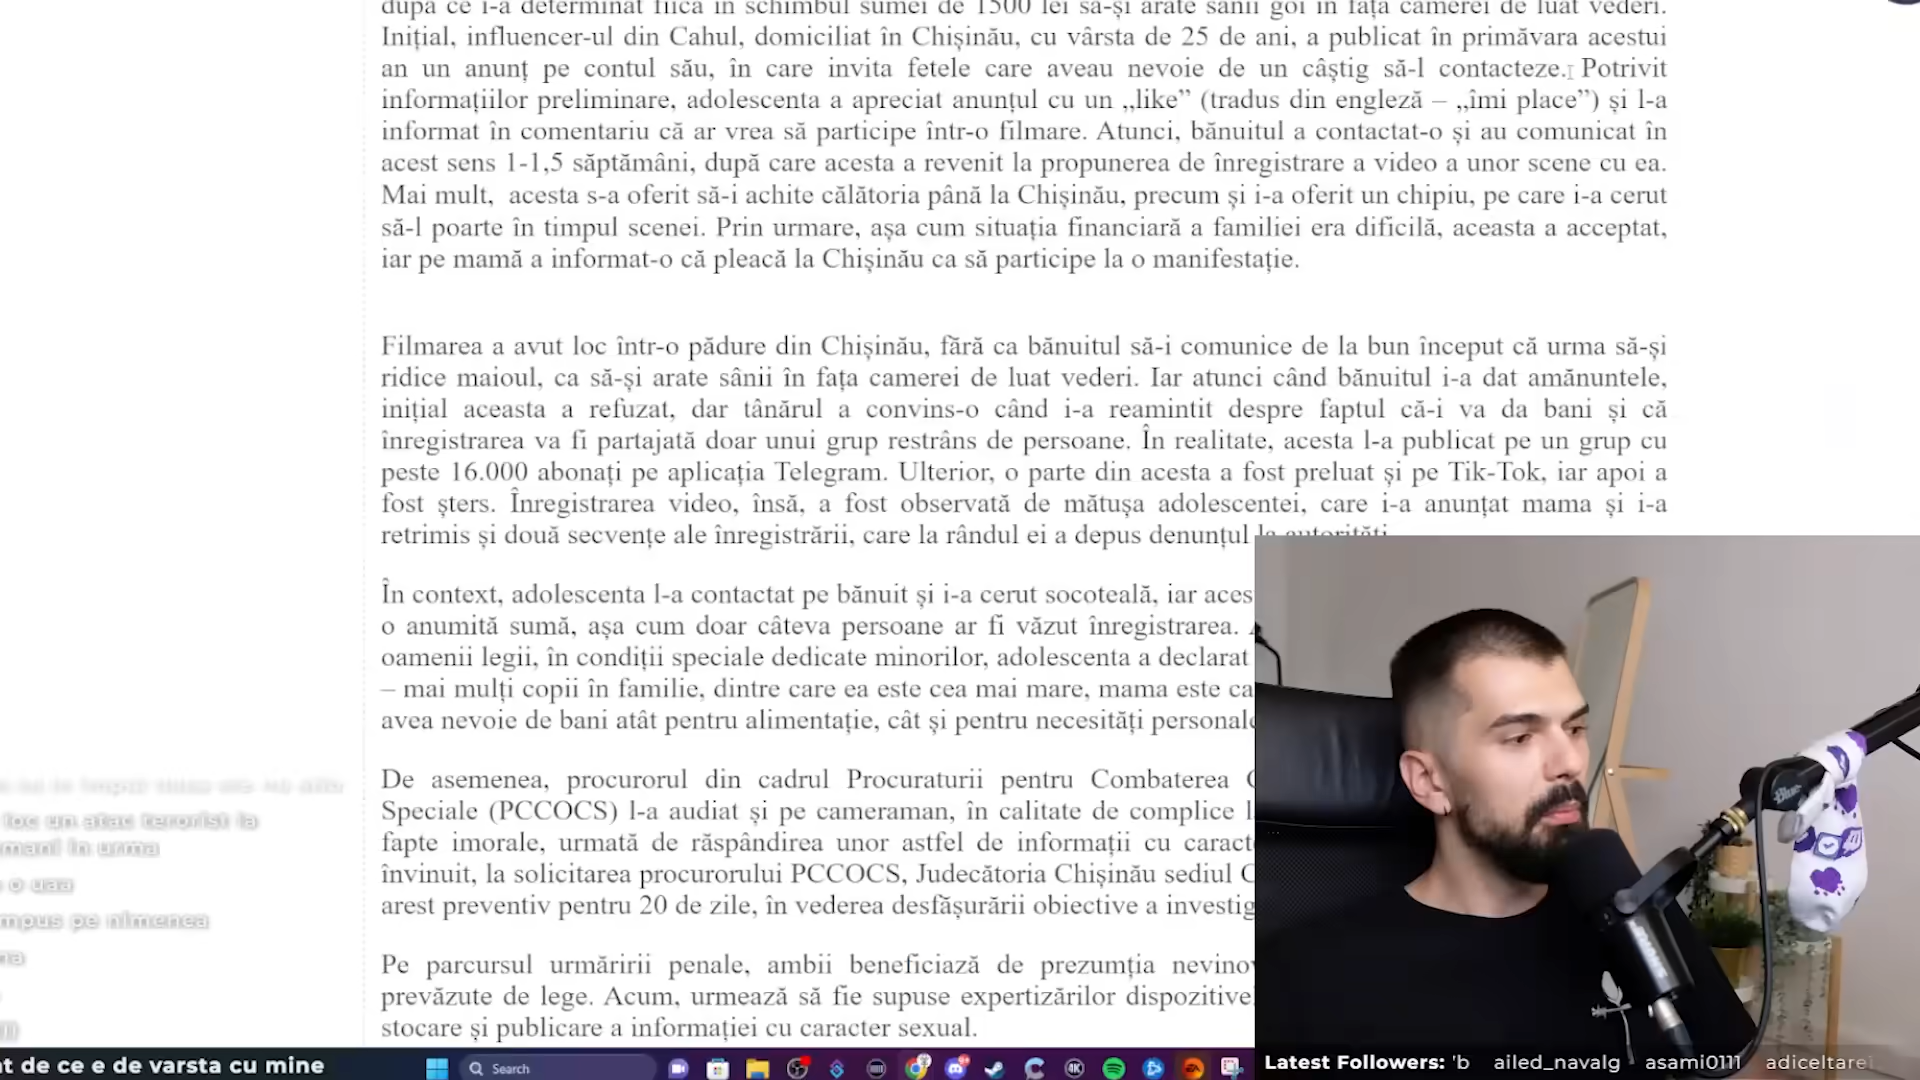 după ce i-a determinat fiica în schimbul sumei de 1500 lei să-și arate sânii goi în fața camerei de luat vederi.
Inițial, influencer-ul din Cahul, domiciliat în Chișinău, cu vârsta de 25 de ani, a publicat în primăvara acestui
an un anunț pe contul său, în care invita fetele care aveau nevoie de un câștig să-l contacteze. Potrivit
informațiilor preliminare, adolescenta a apreciat anunțul cu un „like” (tradus din engleză – „îmi place”) și l-a
informat în comentariu că ar vrea să participe într-o filmare. Atunci, bănuitul a contactat-o și au comunicat în
acest sens 1-1,5 săptămâni, după care acesta a revenit la propunerea de înregistrare a video a unor scene cu ea.
Mai mult, acesta s-a oferit să-i achite călătoria până la Chișinău, precum și i-a oferit un chipiu, pe care i-a cerut
să-l poarte în timpul scenei. Prin urmare, așa cum situația financiară a familiei era dificilă, aceasta a acceptat,
iar pe mamă a informat-o că pleacă la Chișinău ca să participe la o manifestație.
Filmarea a avut loc într-o pădure din Chișinău, fără ca bănuitul să-i comunice de la bun început că urma să-și
ridice maioul, ca să-și arate sânii în fața camerei de luat vederi. Iar atunci când bănuitul i-a dat amănuntele,
inițial aceasta a refuzat, dar tânărul a convins-o când i-a reamintit despre faptul că-i va da bani și că
înregistrarea va fi partajată doar unui grup restrâns de persoane. În realitate, acesta l-a publicat pe un grup cu
peste 16.000 abonați pe aplicația Telegram. Ulterior, o parte din acesta a fost preluat și pe Tik-Tok, iar apoi a
fost șters. Înregistrarea video, însă, a fost observată de mătușa adolescentei, care i-a anunțat mama și i-a
retrimis și două secvențe ale înregistrării, care la rândul ei a depus denunțul la autorități.
În context, adolescenta l-a contactat pe bănuit și i-a cerut socoteală, iar aces
o anumită sumă, așa cum doar câteva persoane ar fi văzut înregistrarea.
oamenii legii, în condiții speciale dedicate minorilor, adolescenta a declarat
– mai mulți copii în familie, dintre care ea este cea mai mare, mama este ca
avea nevoie de bani atât pentru alimentație, cât și pentru necesități personale
De asemenea, procurorul din cadrul Procuraturii pentru Combaterea C
Speciale (PCCOCS) l-a audiat și pe cameraman, în calitate de complice l
fapte imorale, urmată de răspândirea unor astfel de informații cu caract
învinuit, la solicitarea procurorului PCCOCS, Judecătoria Chișinău sediul C
arest preventiv pentru 20 de zile, în vederea desfășurării obiective a investig
Pe parcursul urmăririi penale, ambii beneficiază de prezumția nevinov
prevăzute de lege. Acum, urmează să fie supuse expertizărilor dispozitivel
stocare și publicare a informației cu caracter sexual.
loc un atac terorist la
mani in urma
o uaa
mpus pe nimenea
na
at de ce e de varsta cu mine
Search
4K
Blue
Latest Followers: 'b ailed_navalg asami0111 adiceltare